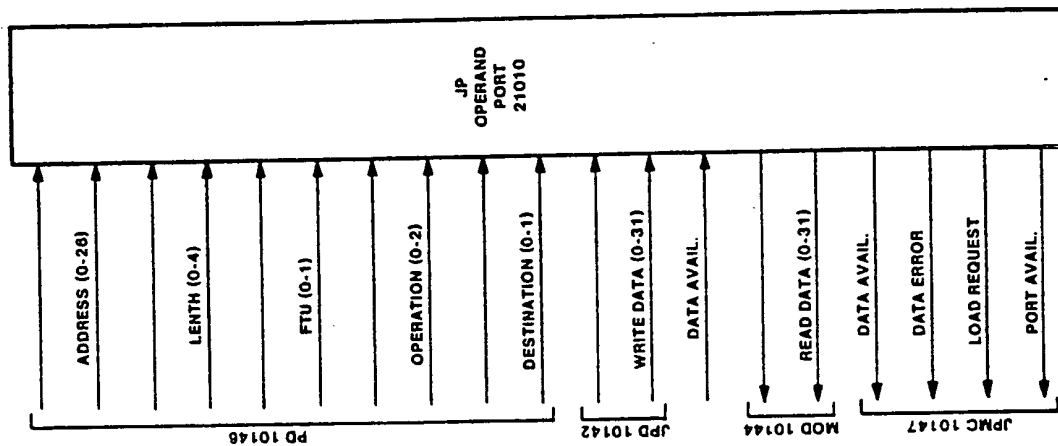 JP
OPERAND
PORT
21010
ADDRESS (0-26)
LENTH (0-4)
FTU (0-1)
OPERATION (0-2)
DESTINATION (0-1)
WRITE DATA (0-31)
DATA AVAIL.
READ DATA (0-31)
DATA AVAIL.
DATA ERROR
LOAD REQUEST
PORT AVAIL.
PD 10146
JPD 10142
MOD 10144
JPMC 10147